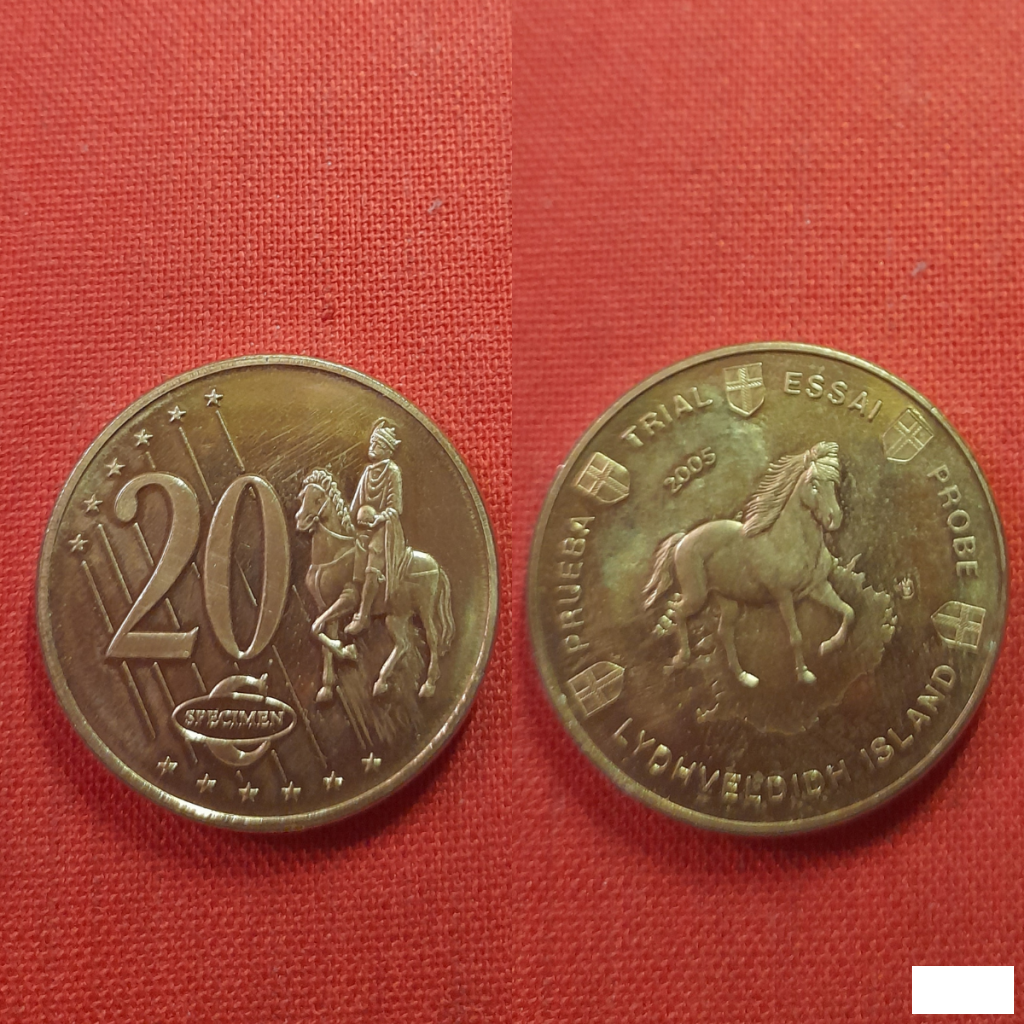 20
SPECIMEN
TRIAL ESSAI PROBE
PRUEBA
2005
LYDHVELDIDH ISLAND